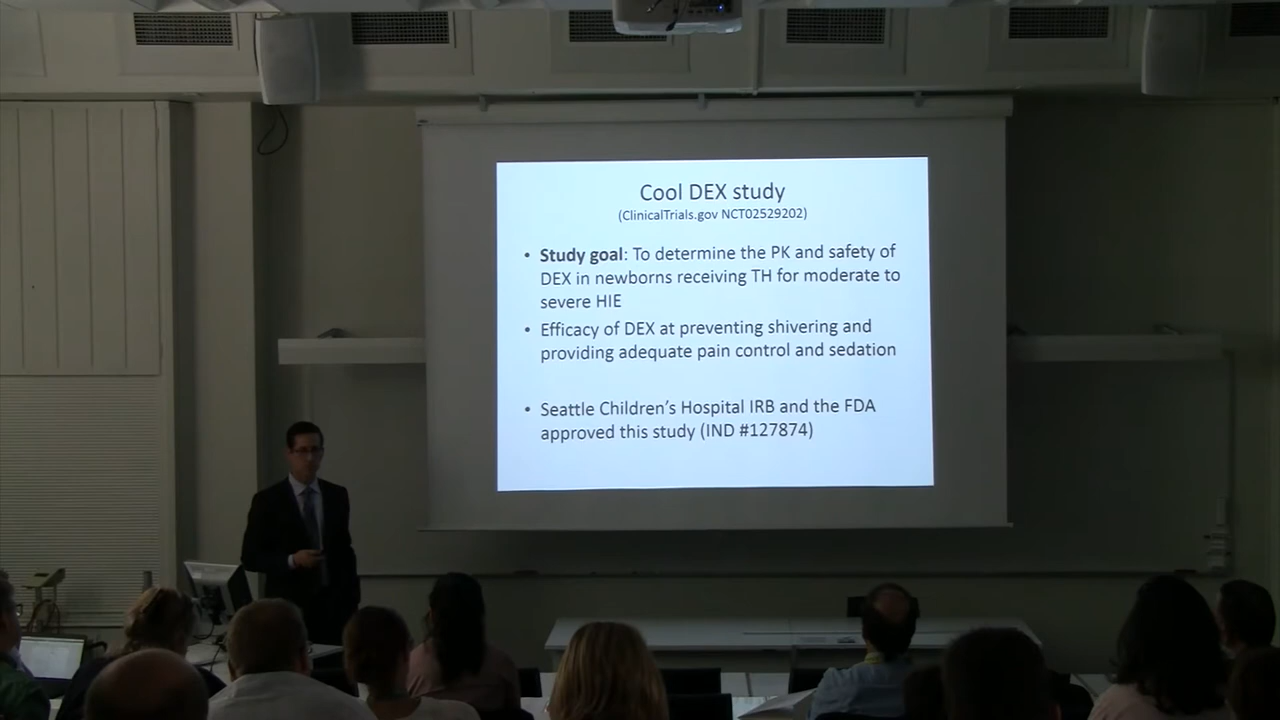 Cool DEX study
(ClinicalTrials.gov NCT02529202)
• Study goal: To determine the PK and safety of
DEX in newborns receiving TH for moderate to
severe HIE
• Efficacy of DEX at preventing shivering and
providing adequate pain control and sedation
• Seattle Children's Hospital IRB and the FDA
approved this study (IND #127874)